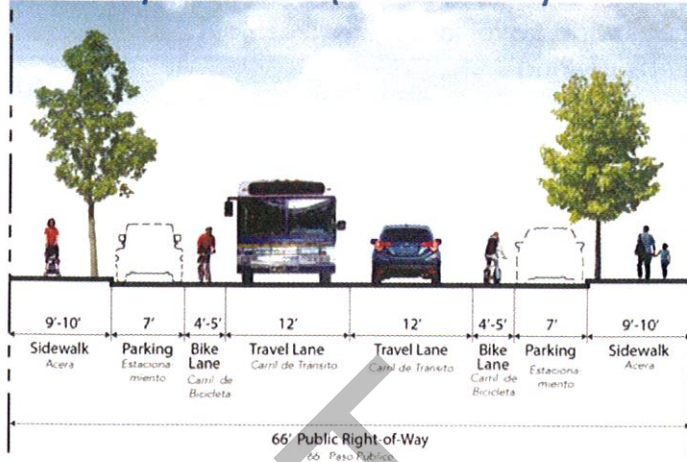 9'-10' 7' 4'-5' 12' 12' 4'-5' 7' 9'-10'
Sidewalk
Acera
Parking
Estaciona-
miento
Bike
Lane
Carril de
Bicicleta
Travel Lane
Carril de Transito
Travel Lane
Carril de Transito
Bike
Lane
Carril de
Bicicleta
Parking
Estaciona-
miento
Sidewalk
Acera
66' Public Right-of-Way
66 Paso Publico